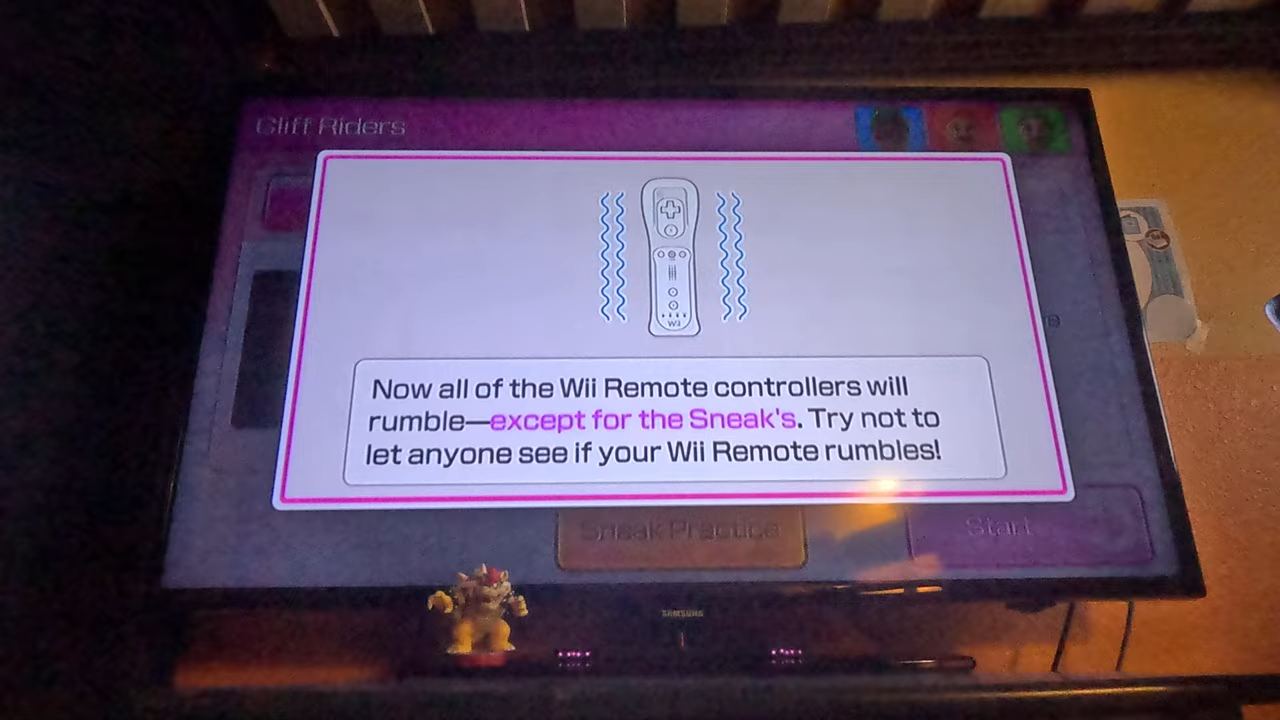 Cliff Riders
Wii
Now all of the Wii Remote controllers will
rumble—except for the Sneak's. Try not to
let anyone see if your Wii Remote rumbles!
Sneak Practice
Start
SAMSUNG